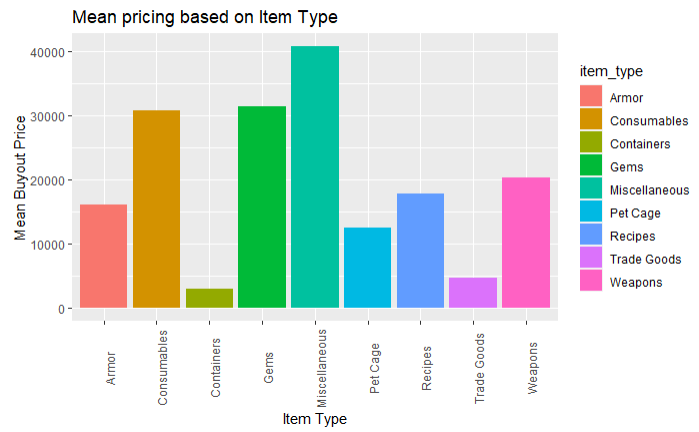 Mean pricing based on Item Type
Mean Buyout Price
40000
30000
20000
10000
0
Armor
Consumables
Containers
Gems
Miscellaneous
Pet Cage
Recipes
Trade Goods
Weapons
Item Type
item_type
Armor
Consumables
Containers
Gems
Miscellaneous
Pet Cage
Recipes
Trade Goods
Weapons